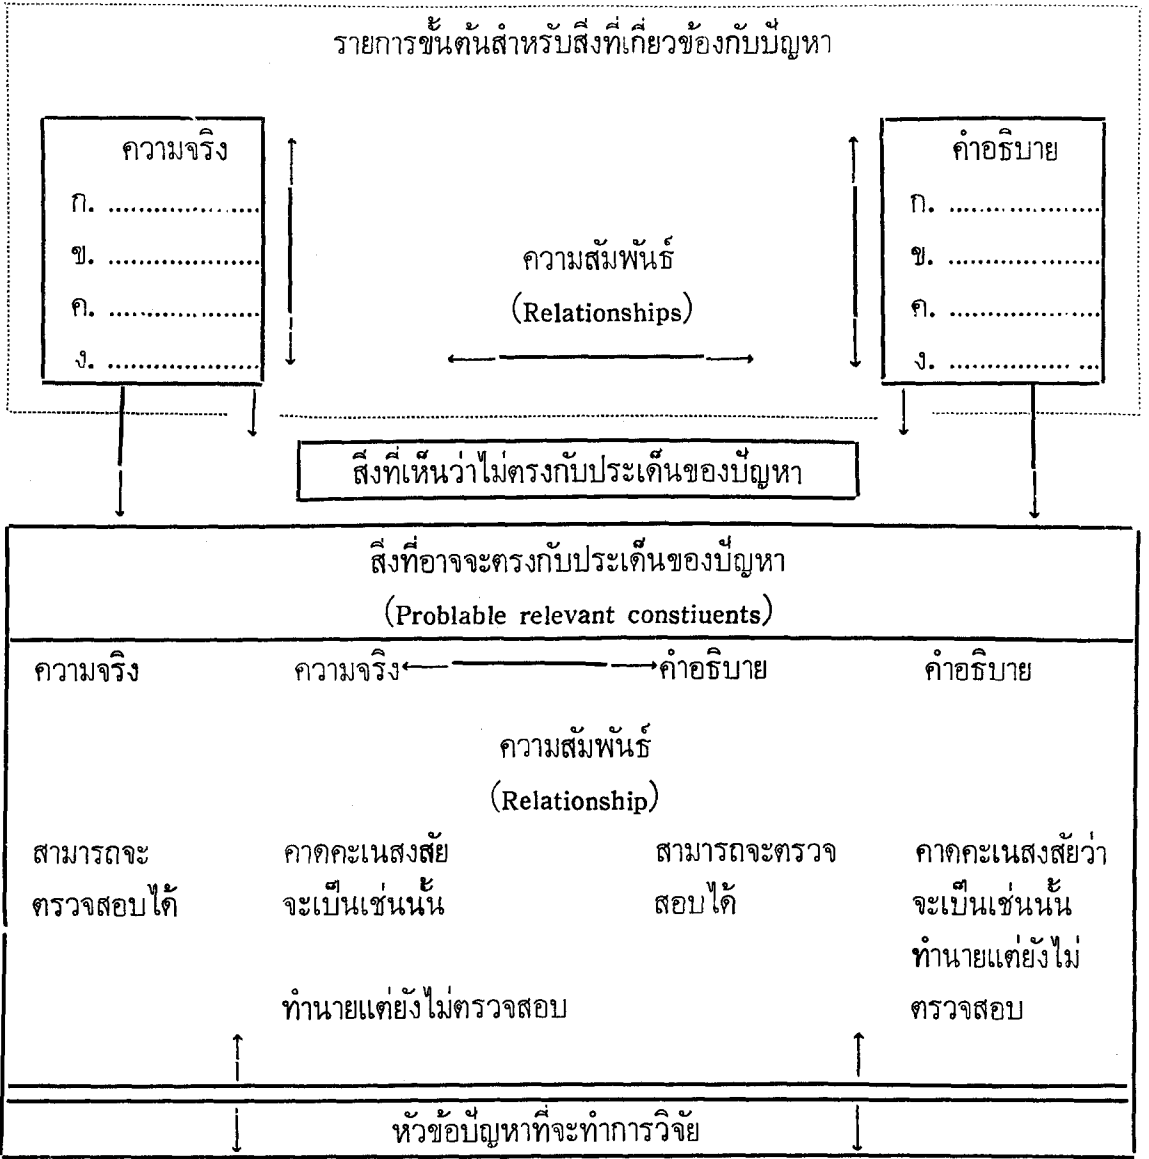 รายการขั้นต้นสำหรับสิ่งที่เกี่ยวข้องกับปัญหา
ความจริง
ก. ....................
ข. ....................
ค. ....................
ง. ....................
ความสัมพันธ์
(Relationships)
คำอธิบาย
ก. ....................
ข. ....................
ค. ....................
ง. ....................
สิ่งที่เห็นว่าไม่ตรงกับประเด็นของปัญหา
สิ่งที่อาจจะตรงกับประเด็นของปัญหา
(Problable relevant constiuents)
ความจริง ความจริง คำอธิบาย คำอธิบาย
ความสัมพันธ์
(Relationship)
สามารถจะ
ตรวจสอบได้
คาดคะเนสงสัย
จะเป็นเช่นนั้น
ทำนายแต่ยังไม่ตรวจสอบ
สามารถจะตรวจ
สอบได้
คาดคะเนสงสัยว่า
จะเป็นเช่นนั้น
ทำนายแต่ยังไม่
ตรวจสอบ
หัวข้อปัญหาที่จะทำการวิจัย